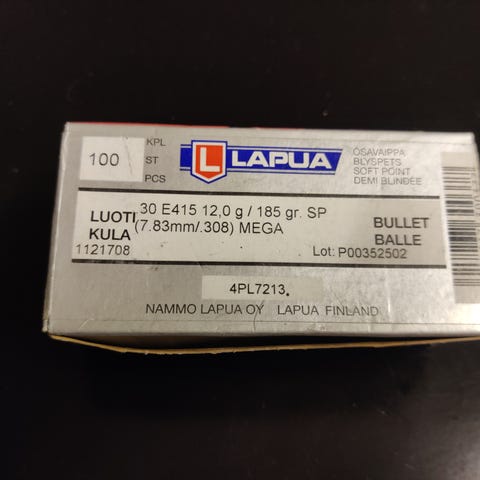 100
KPL
ST
PCS
L LAPUA
OSAVAIPPA
BLYSPETS
SOFT POINT
DEMI BLINDÉE
LUOTI
KULA
1121708
30 E415 12,0 g / 185 gr. SP
(7.83mm/.308) MEGA
BULLET
BALLE
Lot: P00352502
4PL7213.
NAMMO LAPUA OY LAPUA FINLAND